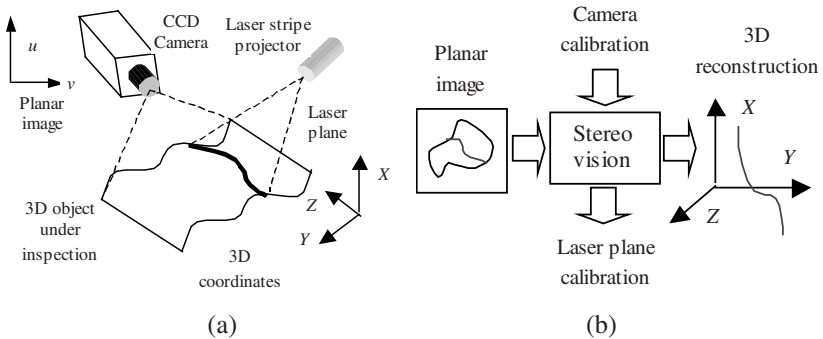 u
v
Planar
image
CCD
Camera
Laser stripe
projector
Laser
plane
X
Z
Y
3D object
under
inspection
3D
coordinates
(a)
Planar
image
Camera
calibration
Stereo
vision
Laser plane
calibration
3D
reconstruction
X
Y
Z
(b)